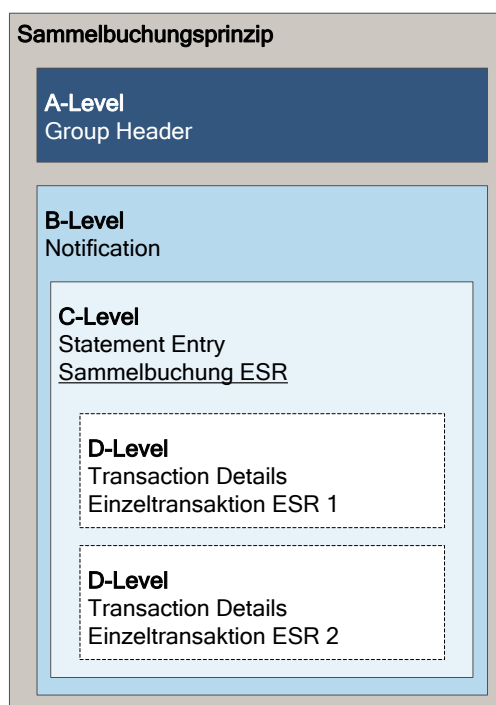 Sammelbuchungsprinzip
A-Level
Group Header
B-Level
Notification
C-Level
Statement Entry
Sammelbuchung ESR
D-Level
Transaction Details
Einzeltransaktion ESR 1
D-Level
Transaction Details
Einzeltransaktion ESR 2